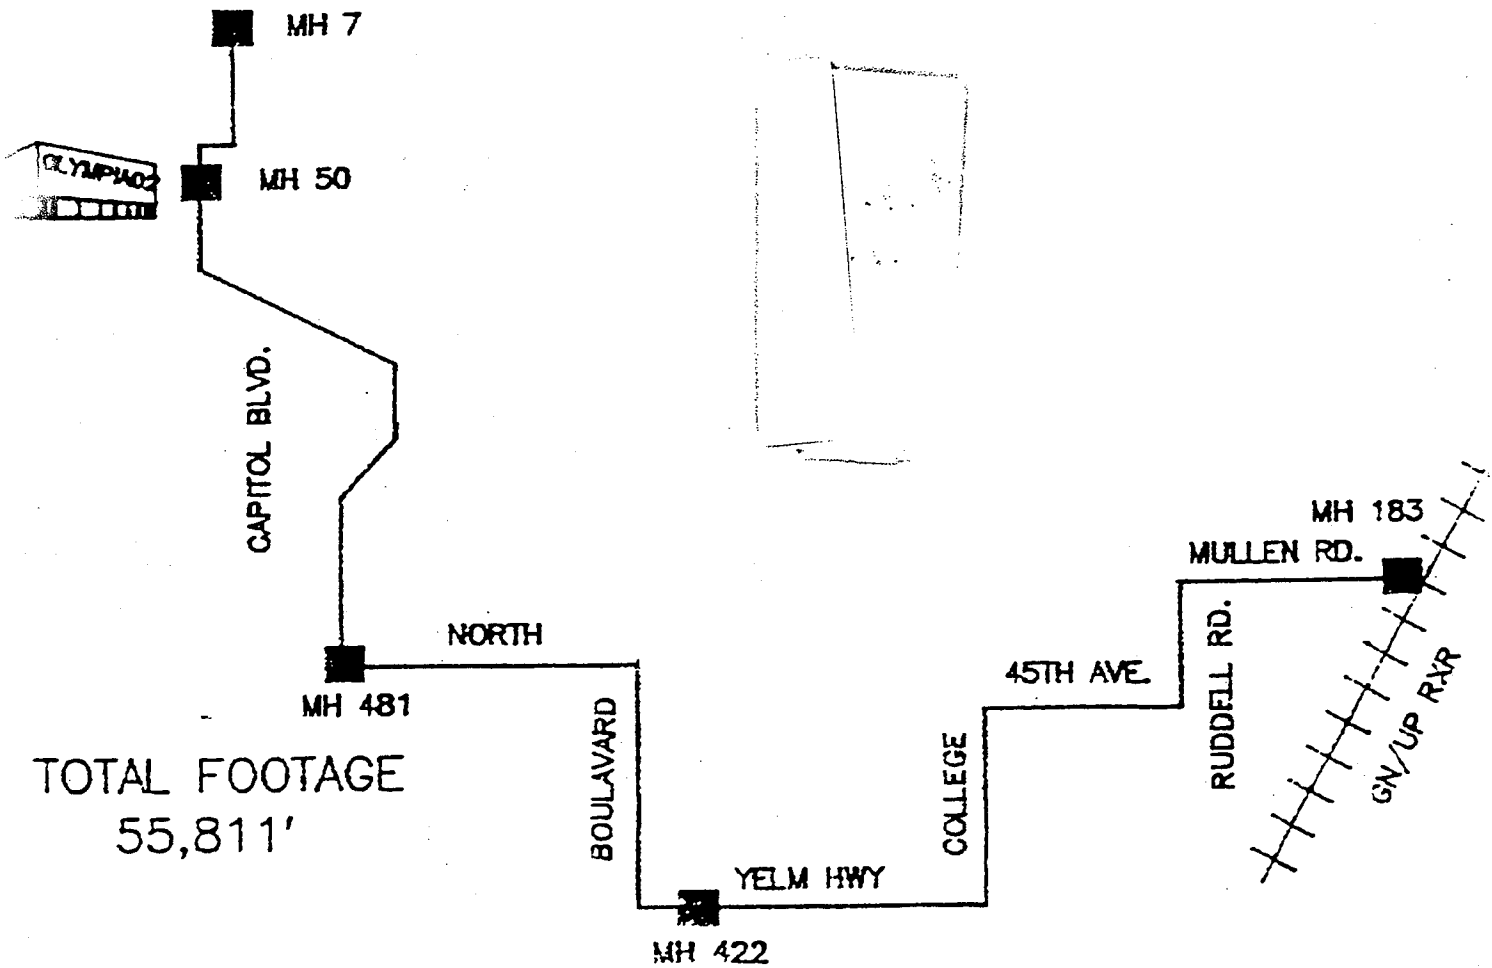 MH 7
OLYMPIA02
MH 50
CAPITOL BLVD.
MH 183
MULLEN RD.
NORTH
45TH AVE.
RUDDELL RD.
GN/UP RXR
MH 481
BOULAVARD
COLLEGE
TOTAL FOOTAGE
55,811'
YELM HWY
MH 422